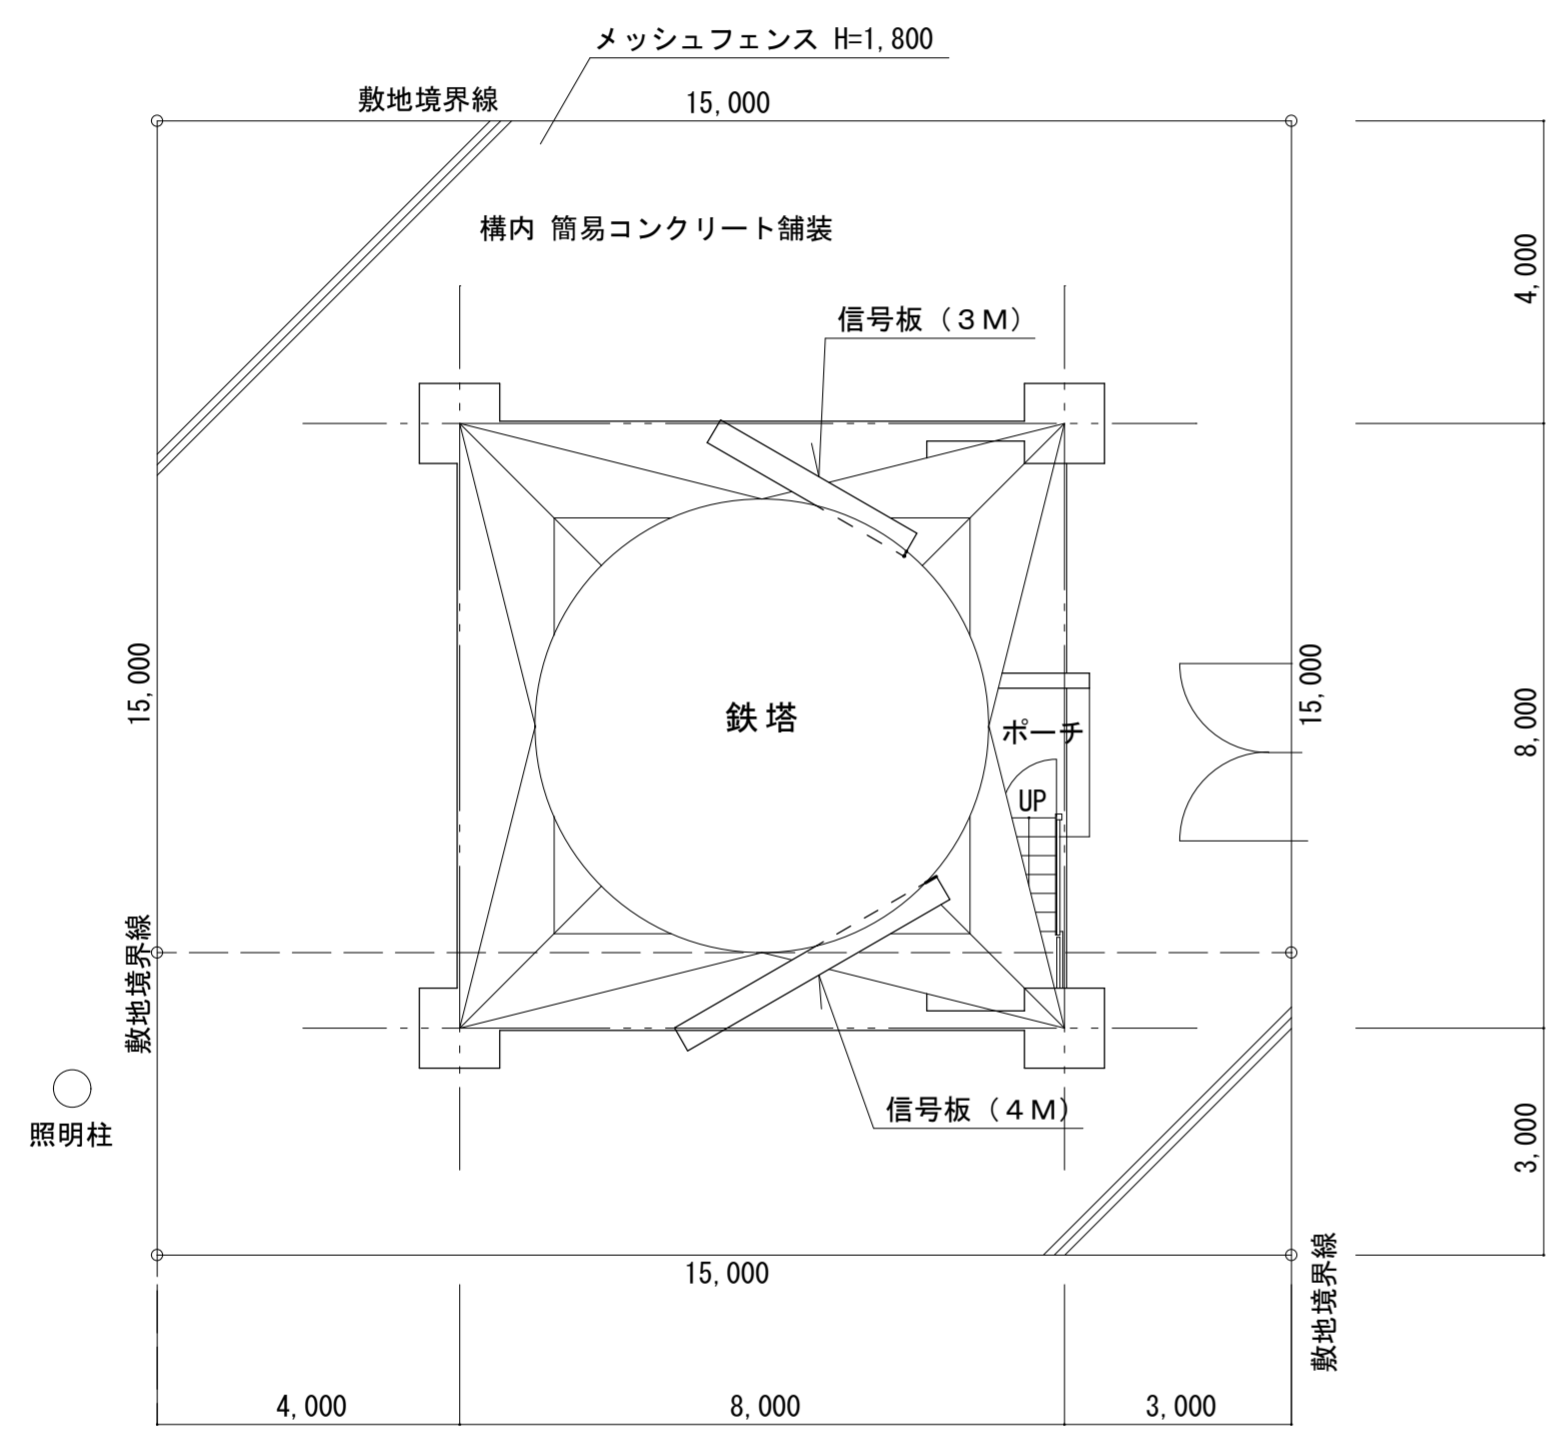 メッシュフェンス H=1,800
敷地境界線
15,000
構内 簡易コンクリート舗装
4,000
信号板（３Ｍ）
15,000
鉄塔
ポーチ
15,000
8,000
UP
敷地境界線
信号板（４Ｍ）
照明柱
3,000
15,000
敷地境界線
4,000
8,000
3,000